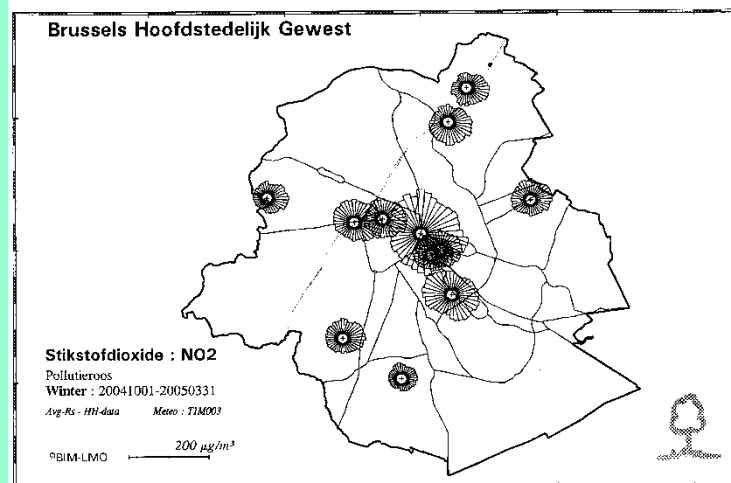 Brussels Hoofdstedelijk Gewest
Stikstofdioxide : NO2
Pollutieroos
Winter : 20041001-20050331
Avg-Rs - HH-data Meteo : T1M003
200 µg/m³
©BIM-LMO